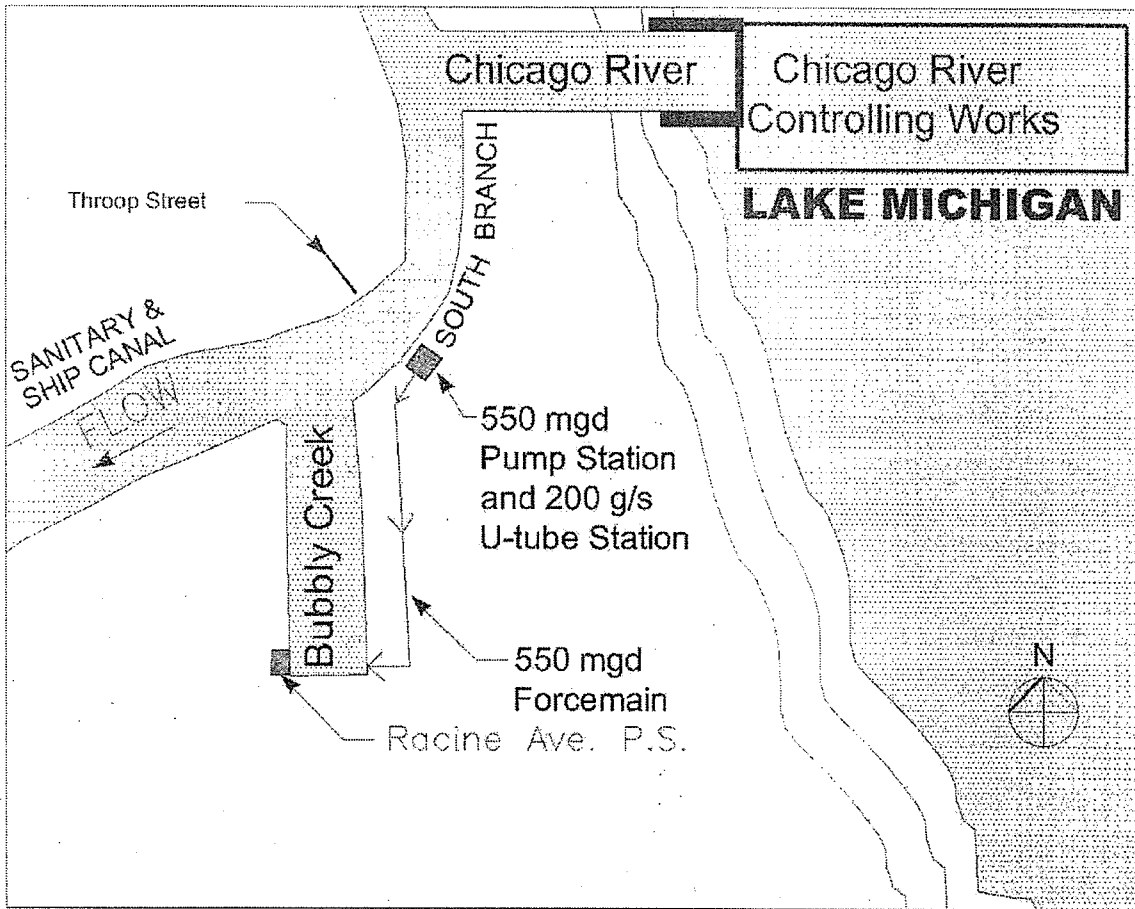 Chicago River
Chicago River
Controlling Works
LAKE MICHIGAN
Throop Street
SOUTH BRANCH
SANITARY &
SHIP CANAL
FLOW
550 mgd
Pump Station
and 200 g/s
U-tube Station
Bubbly Creek
550 mgd
Forcemain
Racine Ave. P.S.
N